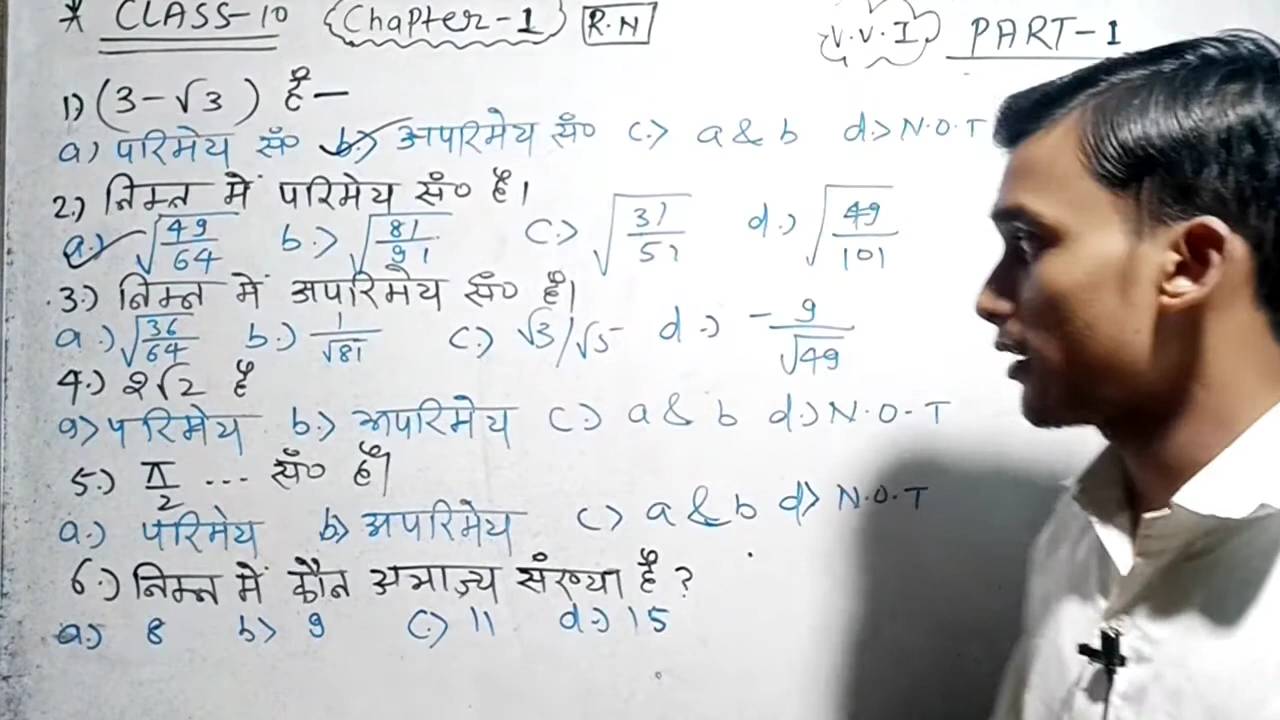 * CLASS-10 Chapter-1 R.N V.V.I PART-1
1) (3-√3) है—
a) परिमेय सं० b) अपरिमेय सं० c.) a & b d.) N.O.T
2.) निम्न में परिमेय सं० है।
a.) √49/64 b.) √81/91 c.) √31/51 d.) √49/101
3.) निम्न में अपरिमेय सं० है।
a.) √36/64 b.) 1/√81 c.) √3/√5 d.) -9/√49
4.) 2√2 है
a) परिमेय b.) अपरिमेय c.) a & b d.) N.O.T
5.) π/2 ... सं० है।
a.) परिमेय b) अपरिमेय c) a & b d) N.O.T
6.) निम्न में कौन अभाज्य संख्या है ?
a.) 8 b) 9 c.) 11 d.) 15